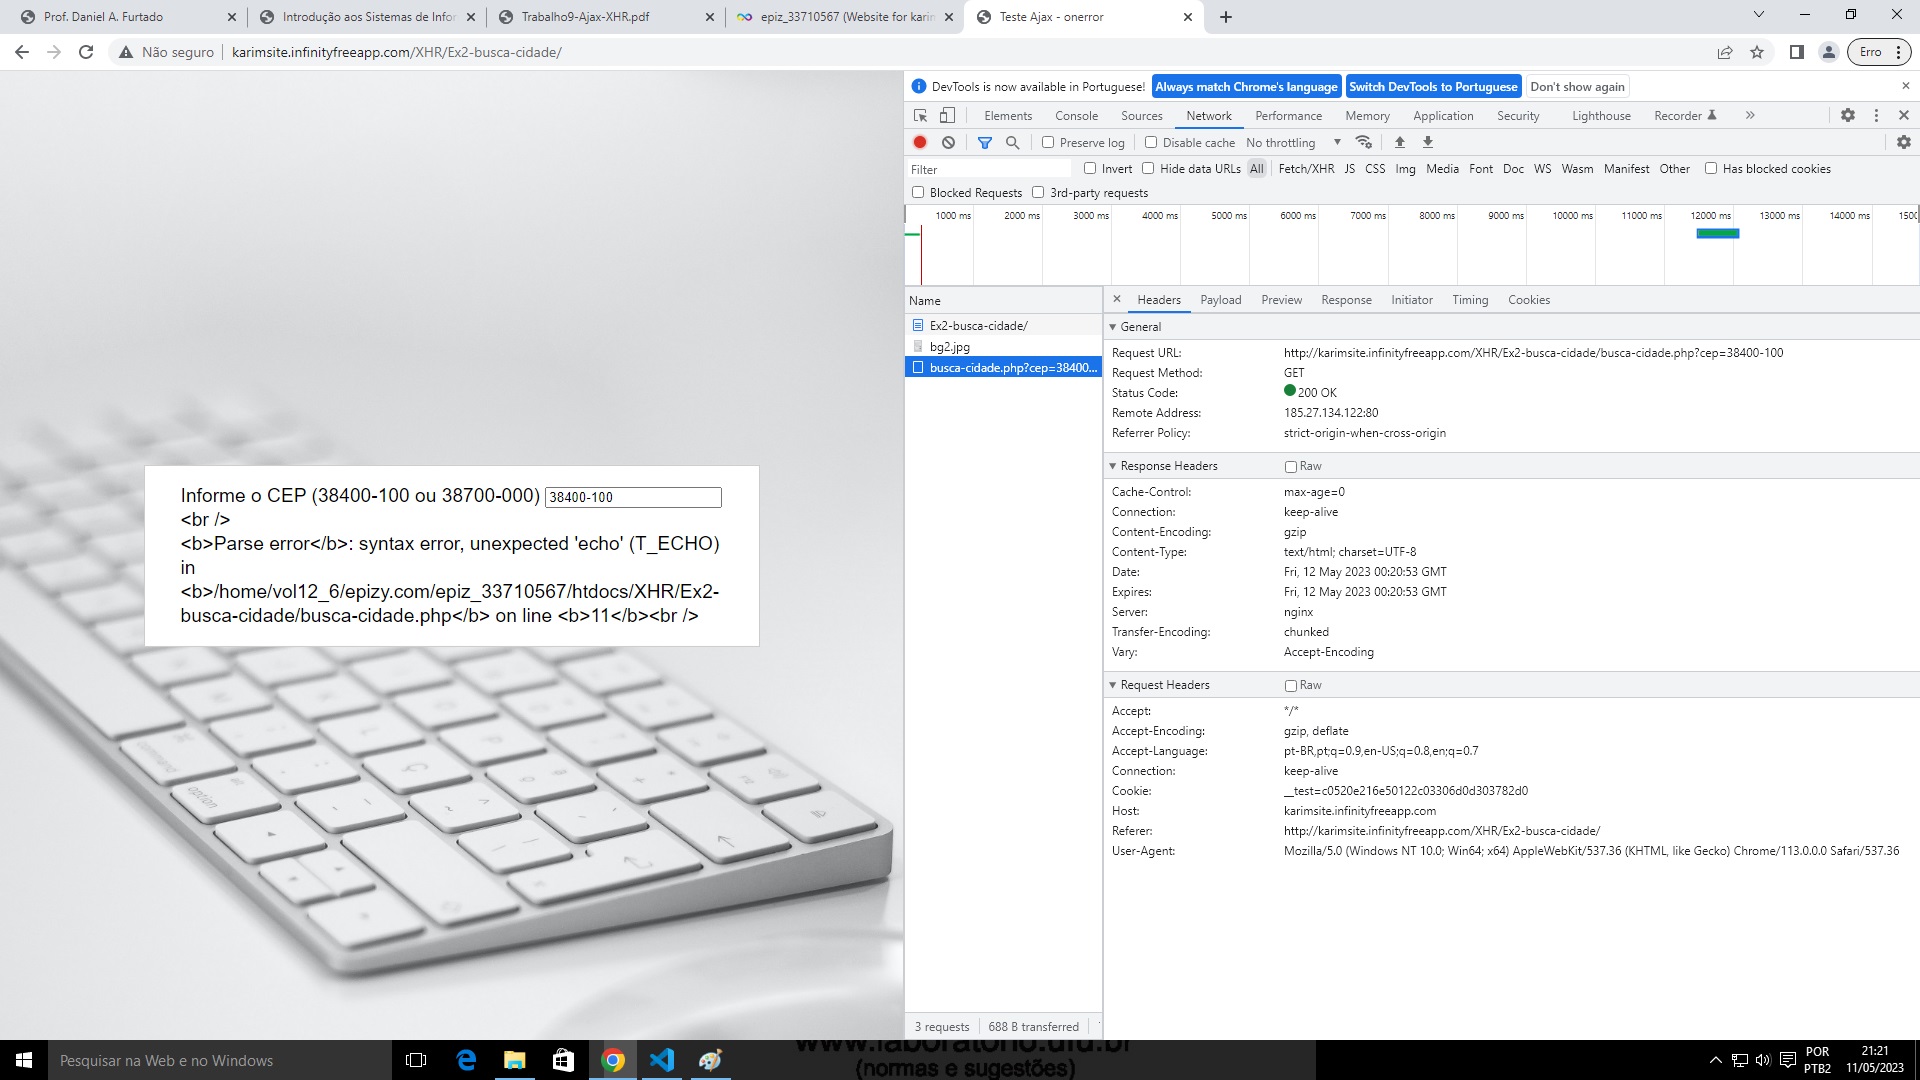 Prof. Daniel A. Furtado
Introdução aos Sistemas de Infor
Trabalho9-Ajax-XHR.pdf
epiz_33710567 (Website for karim
Teste Ajax - onerror
Não seguro
karimsite.infinityfreeapp.com/XHR/Ex2-busca-cidade/
Erro
DevTools is now available in Portuguese! Always match Chrome's language Switch DevTools to Portuguese Don't show again
Elements Console Sources Network Performance Memory Application Security Lighthouse Recorder
Preserve log Disable cache No throttling
Filter Invert Hide data URLs All Fetch/XHR JS CSS Img Media Font Doc WS Wasm Manifest Other Has blocked cookies
Blocked Requests 3rd-party requests
1000 ms 2000 ms 3000 ms 4000 ms 5000 ms 6000 ms 7000 ms 8000 ms 9000 ms 10000 ms 11000 ms 12000 ms 13000 ms 14000 ms 1500
Informe o CEP (38400-100 ou 38700-000) 38400-100
<br />
<b>Parse error</b>: syntax error, unexpected 'echo' (T_ECHO)
in
<b>/home/vol12_6/epizy.com/epiz_33710567/htdocs/XHR/Ex2-
busca-cidade/busca-cidade.php</b> on line <b>11</b><br />
command
option
Name
Ex2-busca-cidade/
bg2.jpg
busca-cidade.php?cep=38400...
3 requests 688 B transferred
Headers Payload Preview Response Initiator Timing Cookies
General
Request URL: http://karimsite.infinityfreeapp.com/XHR/Ex2-busca-cidade/busca-cidade.php?cep=38400-100
Request Method: GET
Status Code: 200 OK
Remote Address: 185.27.134.122:80
Referrer Policy: strict-origin-when-cross-origin
Response Headers Raw
Cache-Control: max-age=0
Connection: keep-alive
Content-Encoding: gzip
Content-Type: text/html; charset=UTF-8
Date: Fri, 12 May 2023 00:20:53 GMT
Expires: Fri, 12 May 2023 00:20:53 GMT
Server: nginx
Transfer-Encoding: chunked
Vary: Accept-Encoding
Request Headers Raw
Accept: */*
Accept-Encoding: gzip, deflate
Accept-Language: pt-BR,pt;q=0.9,en-US;q=0.8,en;q=0.7
Connection: keep-alive
Cookie: __test=c0520e216e50122c03306d0d303782d0
Host: karimsite.infinityfreeapp.com
Referer: http://karimsite.infinityfreeapp.com/XHR/Ex2-busca-cidade/
User-Agent: Mozilla/5.0 (Windows NT 10.0; Win64; x64) AppleWebKit/537.36 (KHTML, like Gecko) Chrome/113.0.0.0 Safari/537.36
Pesquisar na Web e no Windows
(normas e sugestões)
POR
PTB2
21:21
11/05/2023